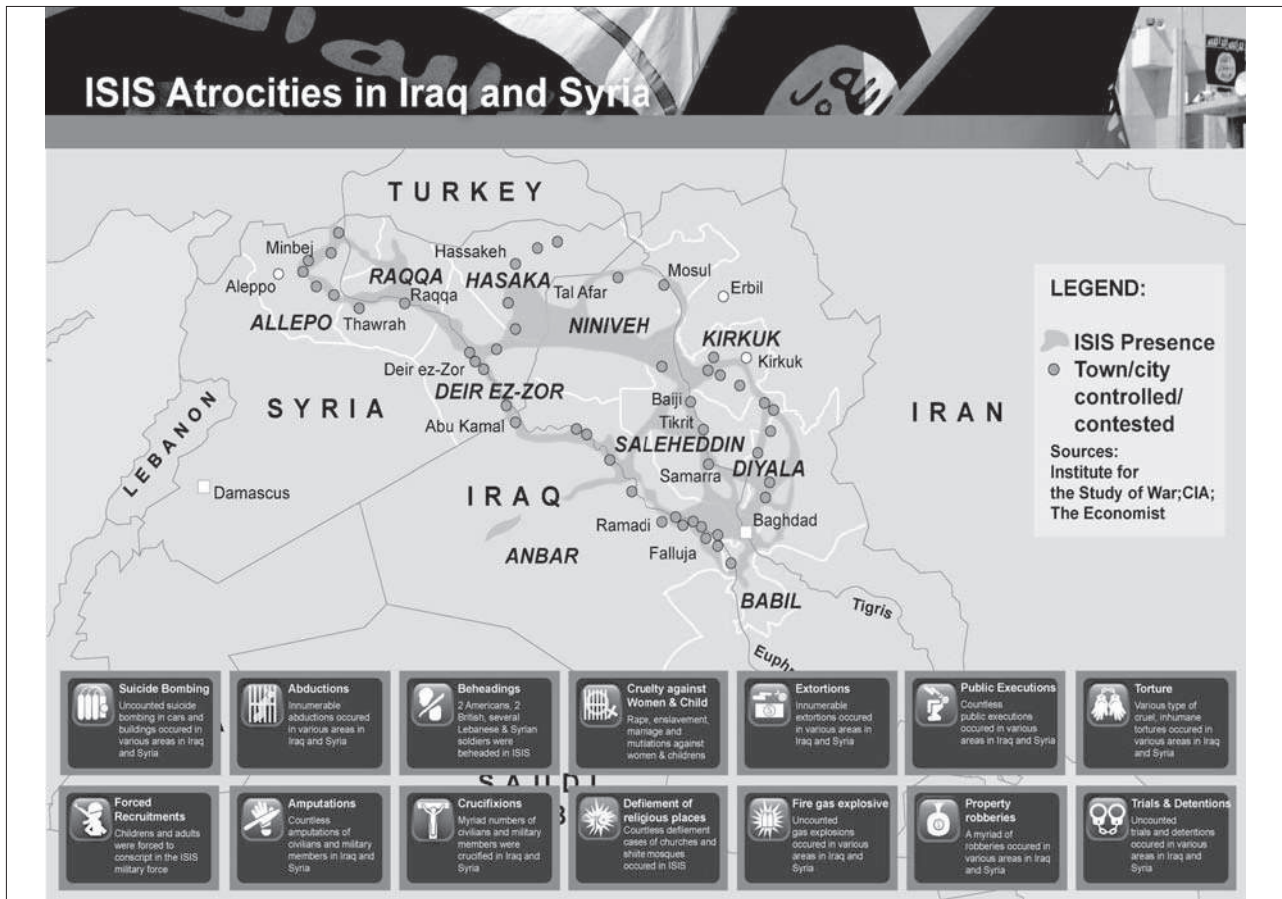 ISIS Atrocities in Iraq and Syria
TURKEY
Minbej
Hassakeh
Mosul
RAQQA
HASAKA
Aleppo
Raqqa
Tal Afar
Erbil
ALLEPO
Thawrah
NINIVEH
KIRKUK
Kirkuk
Deir ez-Zor
DEIR EZ-ZOR
Baiji
SYRIA
Abu Kamal
Tikrit
IRAN
SALEHEDDIN
LEBANON
Samarra
DIYALA
Damascus
IRAQ
Ramadi
Baghdad
ANBAR
Falluja
BABIL
Tigris
Euphr
SAUDI
LEGEND:
ISIS Presence
Town/city
controlled/
contested
Sources:
Institute for
the Study of War;CIA;
The Economist
Suicide Bombing
Uncounted suicide
bombing in cars and
buildings occured in
various areas in Iraq
and Syria
Abductions
Innumerable
abductions occured
in various areas in
Iraq and Syria
Beheadings
2 Americans, 2
British, several
Lebanese & Syrian
soldiers were
beheaded in ISIS
Cruelty against
Women & Child
Rape, enslavement,
marriage and
mutiations against
women & childrens
Extortions
Innumerable
extortions occured
in various areas in
Iraq and Syria
Public Executions
Countless
public executions
occured in various
areas in Iraq and Syria
Torture
Various type of
cruel, inhumane
tortures occured in
various areas in Iraq
and Syria
Forced
Recruitments
Childrens and adults
were forced to
conscript in the ISIS
military force
Amputations
Countless
amputations of
civilians and military
members in Iraq and
Syria
Crucifixions
Myriad numbers of
civilians and military
members were
crucified in Iraq and
Syria
Defilement of
religious places
Countless defilement
cases of churches and
shiite mosques
occured in ISIS
Fire gas explosive
Uncounted
gas explosions
occured in various
areas in Iraq and
Syria
Property
robberies
A myriad of
robberies occured in
various areas in Iraq
and Syria
Trials & Detentions
Uncounted
trials and detentions
occured in various
areas in Iraq and
Syria